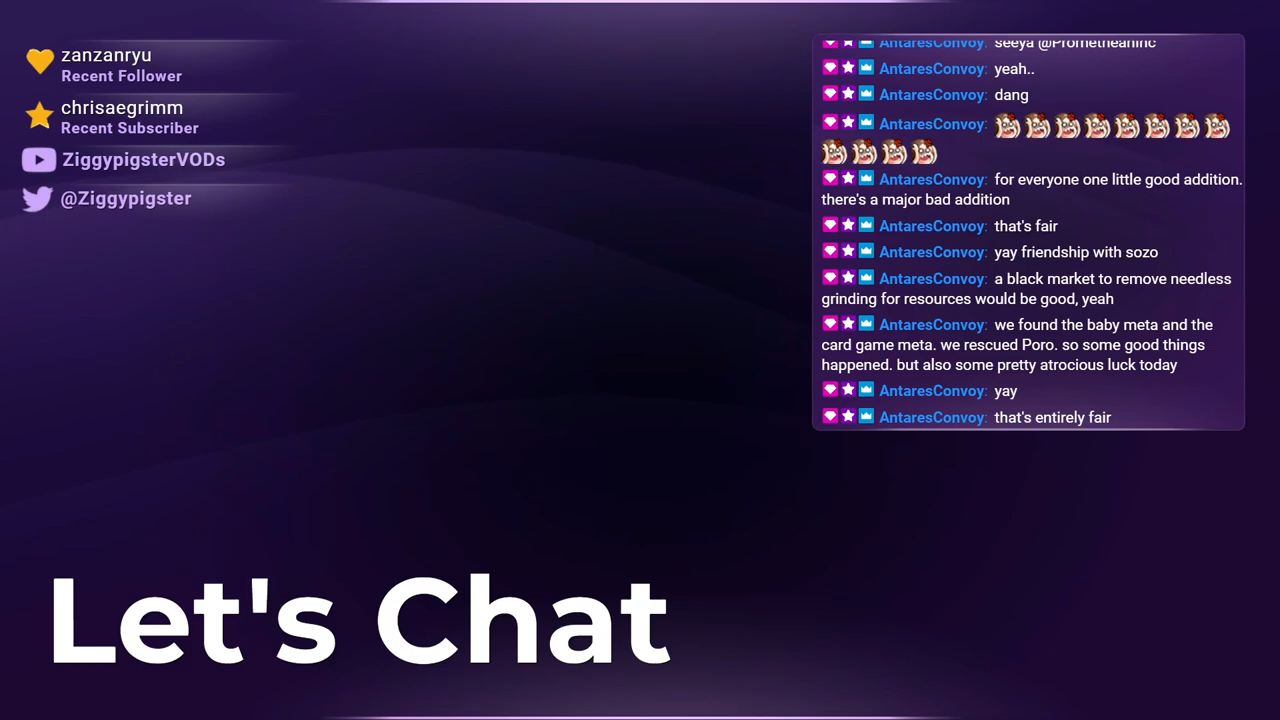 zanzanryu
Recent Follower
chrisaegrimm
Recent Subscriber
ZiggypigsterVODs
@Ziggypigster
AntaresConvoy: seeya @PrometheanInc
AntaresConvoy: yeah..
AntaresConvoy: dang
AntaresConvoy:
AntaresConvoy: for everyone one little good addition.
there's a major bad addition
AntaresConvoy: that's fair
AntaresConvoy: yay friendship with sozo
AntaresConvoy: a black market to remove needless
grinding for resources would be good, yeah
AntaresConvoy: we found the baby meta and the
card game meta. we rescued Poro. so some good things
happened. but also some pretty atrocious luck today
AntaresConvoy: yay
AntaresConvoy: that's entirely fair
Let's Chat